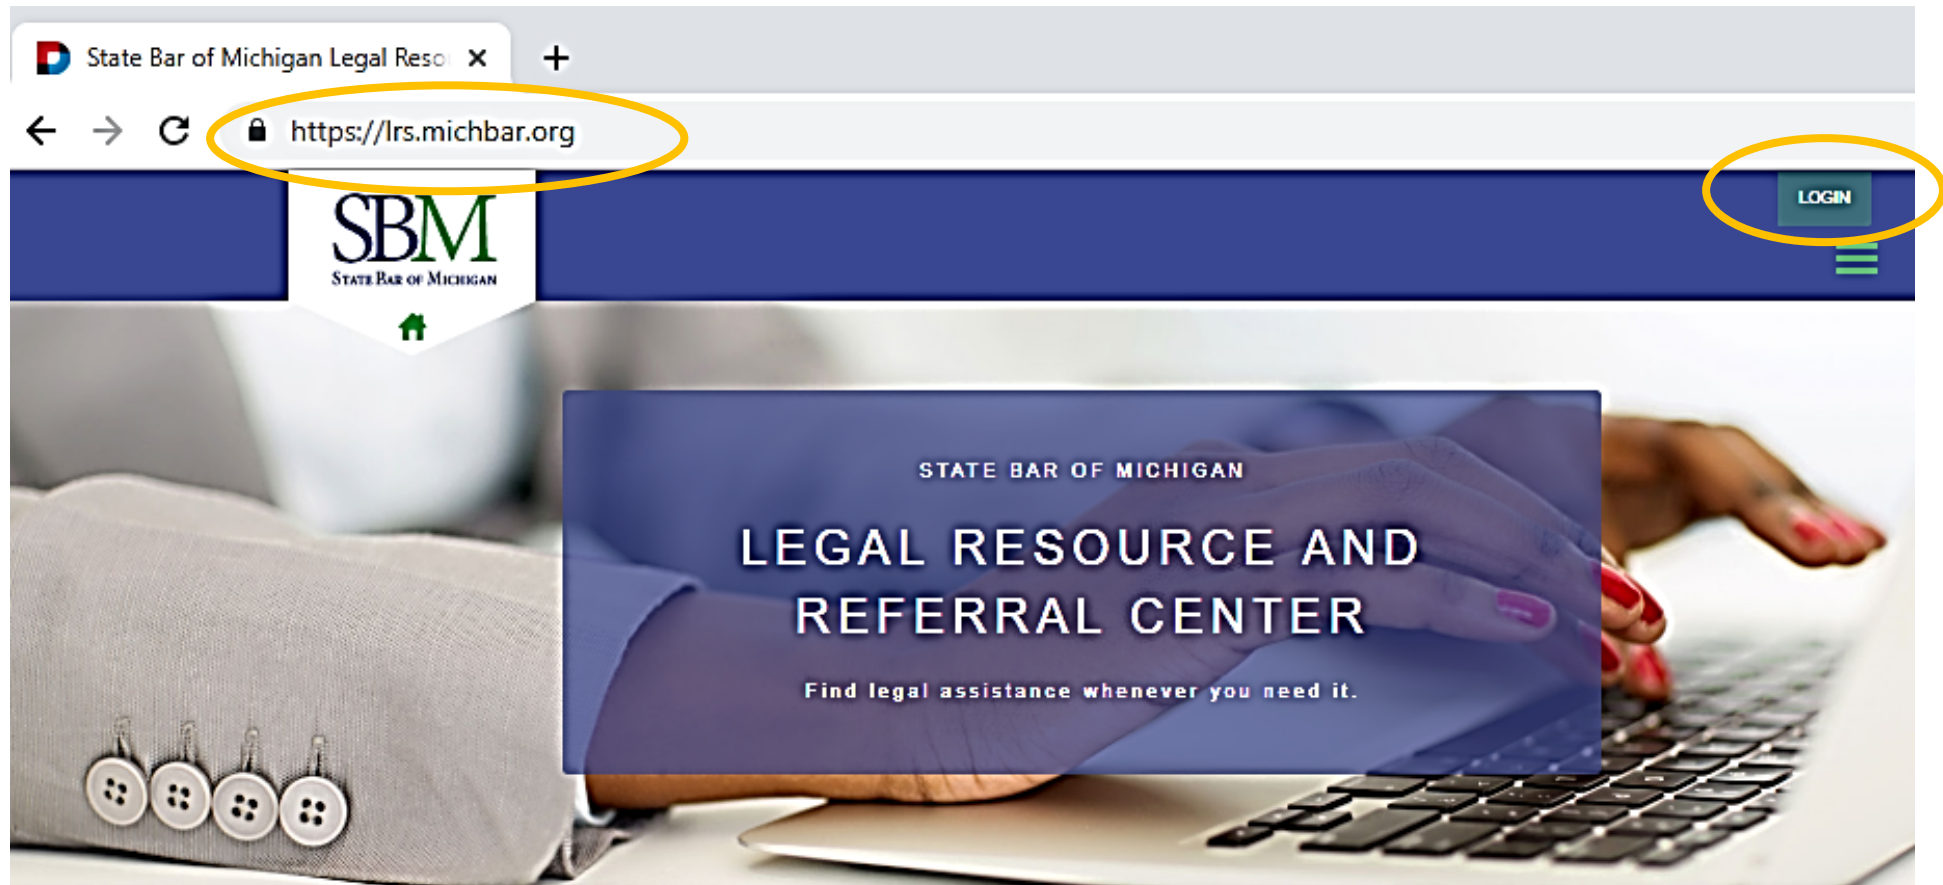 State Bar of Michigan Legal Reso
https://lrs.michbar.org
LOGIN
SBM
STATE BAR OF MICHIGAN
STATE BAR OF MICHIGAN
LEGAL RESOURCE AND
REFERRAL CENTER
Find legal assistance whenever you need it.